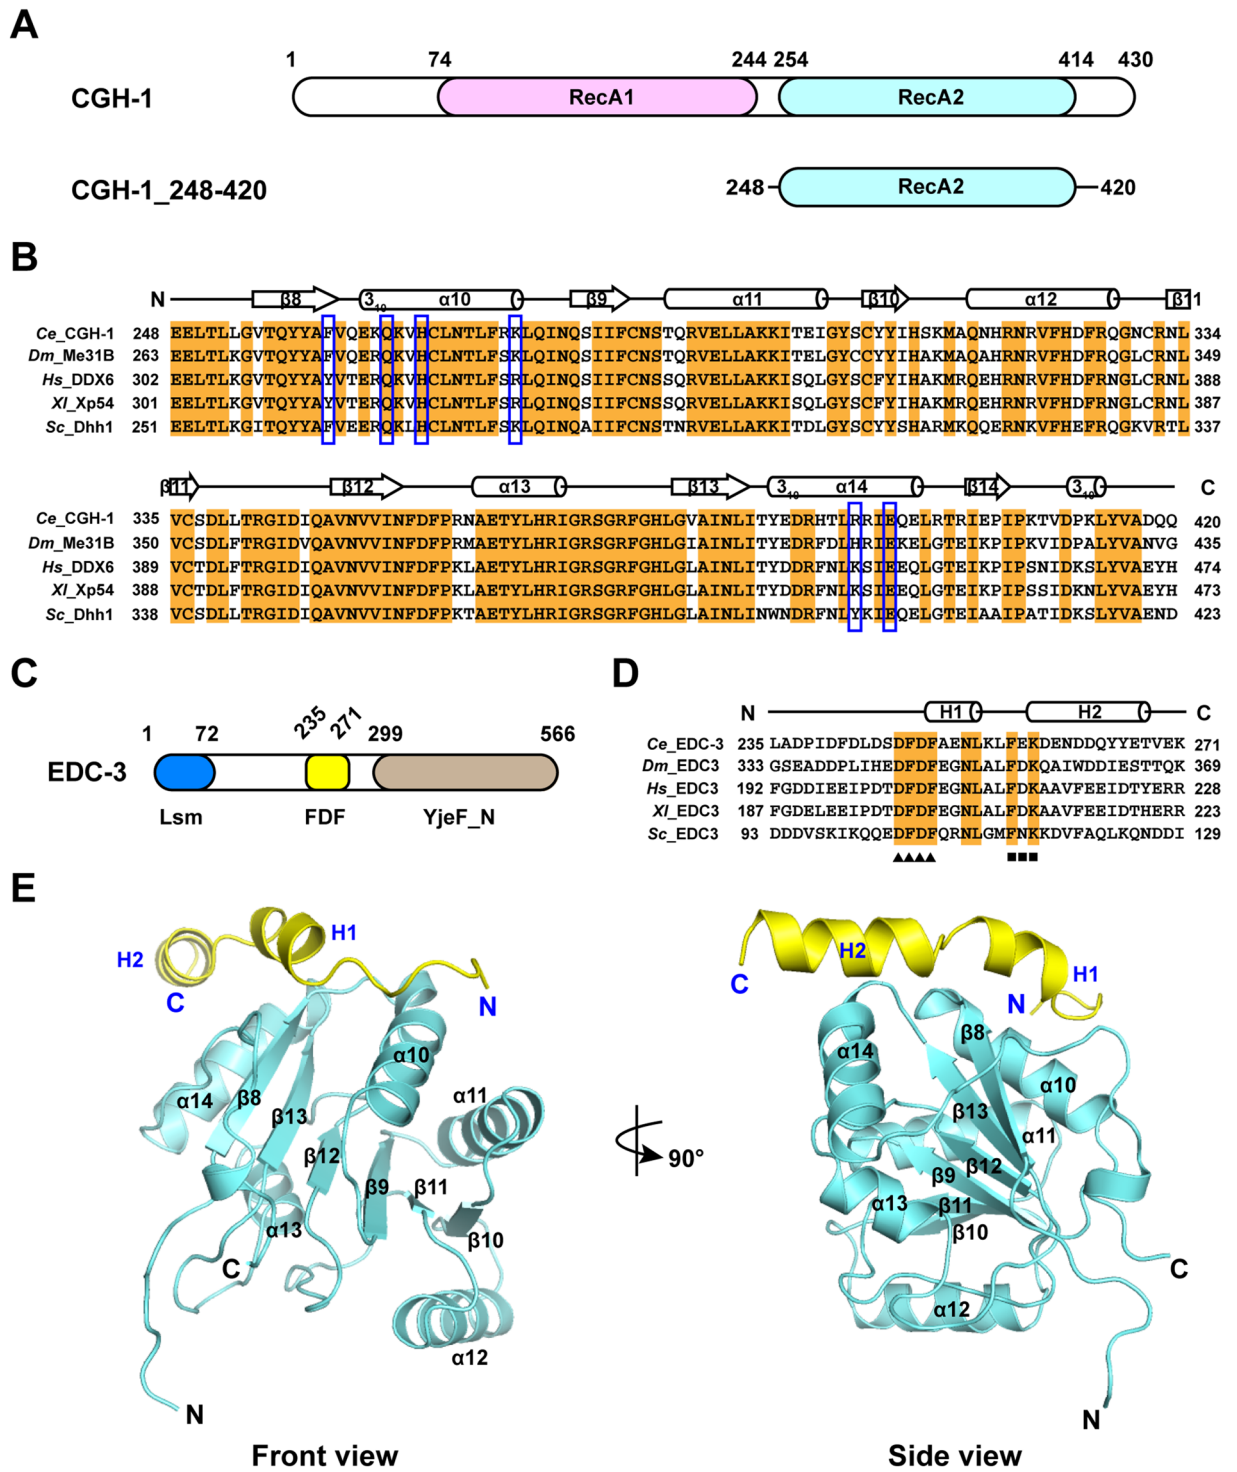 A
1 74 244 254 414 430
CGH-1 RecA1 RecA2
CGH-1_248-420 248 RecA2 420
B
N β8 3₁₀ α10 β9 α11 β10 α12 β11
Ce_CGH-1 248 EELTLLGVTQYYAFVQEKQKVHCLNTLFRKLQINQSIIFCNSTQRVELLAKKITEIGYSCYYIHSKMAQNHRNRVFHDFRQGNCRNL 334
Dm_Me31B 263 EELTLKGVTQYYAFVQERQKVHCLNTLFSKLQINQSIIFCNSTQRVELLAKKITELGYCCYYIHAKMAQAHRNRVFHDFRQGLCRNL 349
Hs_DDX6 302 EELTLKGVTQYYAYVTERQKVHCLNTLFSRLQINQSIIFCNSSQRVELLAKKISQLGYSCFYIHAKMRQEHRNRVFHDFRNGLCRNL 388
Xl_Xp54 301 EELTLKGVTQYYAYVTERQKVHCLNTLFSRLQINQSIIFCNSSQRVELLAKKISQLGYSCFYIHAKMRQEHRNRVFHDFRNGLCRNL 387
Sc_Dhh1 251 EELTLKGITQYYAFVEERQKLHCLNTLFSKLQINQAIIFCNSTNRVELLAKKITDLGYSCYYSHARMKQQERNKVFHEFRQGKVRTL 337
β11 β12 α13 β13 3₁₀ α14 β14 3₁₀ C
Ce_CGH-1 335 VCSDLLTRGIDIQAVNVVINFDFPRNAETYLHRIGRSGRFGHLGVAINLITYEDRHTLRRIEQELRTRIEPIPKTVDPKLYVADQQ 420
Dm_Me31B 350 VCSDLFTRGIDVQAVNVVINFDFPRMAETYLHRIGRSGRFGHLGIAINLITYEDRFDLHRIEKELGTEIKPIPKVIDPALYVANVG 435
Hs_DDX6 389 VCTDLFTRGIDIQAVNVVINFDFPKLAETYLHRIGRSGRFGHLGLAINLITYDDRFNLKSIEEQLGTEIKPIPSNIDKSLYVAEYH 474
Xl_Xp54 388 VCTDLFTRGIDIQAVNVVINFDFPKLAETYLHRIGRSGRFGHLGLAINLITYDDRFNLKSIEEQLGTEIKPIPSSIDKNLYVAEYH 473
Sc_Dhh1 338 VCSDLLTRGIDIQAVNVVINFDFPKTAETYLHRIGRSGRFGHLGLAINLINWNDRFNLYKIEQELGTEIAAIPATIDKSLYVAEND 423
C
1 72 235 271 299 566
EDC-3
Lsm FDF YjeF_N
D
N H1 H2 C
Ce_EDC-3 235 LADPIDFDLDSDFDFAENLKLFEKDENDDQYYETVEK 271
Dm_EDC3 333 GSEADDPLIHEDFDFEGNLALFDKQAIWDDIESTTQK 369
Hs_EDC3 192 FGDDIEEIPDTDFDFEGNLALFDKAAVFEEIDTYERR 228
Xl_EDC3 187 FGDELEEIPDTDFDFEGNLALFDKAAVFEEIDTHERR 223
Sc_EDC3 93 DDDVSKIKQQEDFDFQRNLGMFNKKDVFAQLKQNDDI 129
E
H2 H1 C N
α14 β8 β13 α10 α11 β12 β9 β11 β10 α13 C α12 N
Front view
90°
H2 H1 C N
α14 β8 α10 β13 α11 β12 β9 α13 β11 β10 α12 C N
Side view